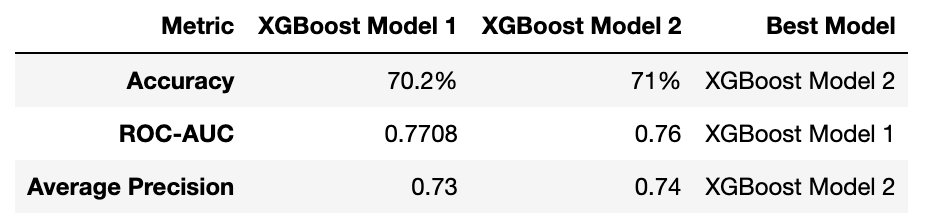 Metric XGBoost Model 1 XGBoost Model 2 Best Model
Accuracy 70.2% 71% XGBoost Model 2
ROC-AUC 0.7708 0.76 XGBoost Model 1
Average Precision 0.73 0.74 XGBoost Model 2